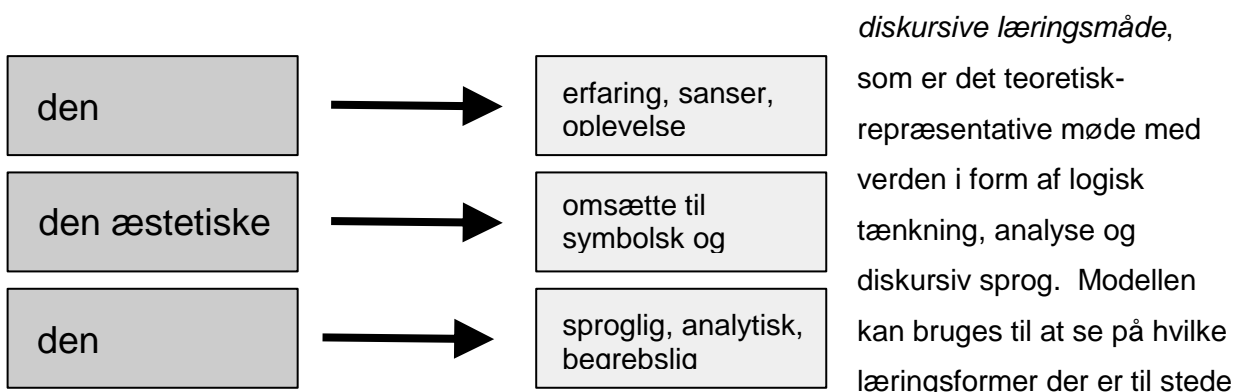 den
erfaring, sanser,
oplevelse
den æstetiske
omsætte til
symbolsk og
den
sproglig, analytisk,
begrebslig
diskursive læringsmåde,
som er det teoretisk-
repræsentative møde med
verden i form af logisk
tænkning, analyse og
diskursiv sprog.  Modellen
kan bruges til at se på hvilke
læringsformer der er til stede